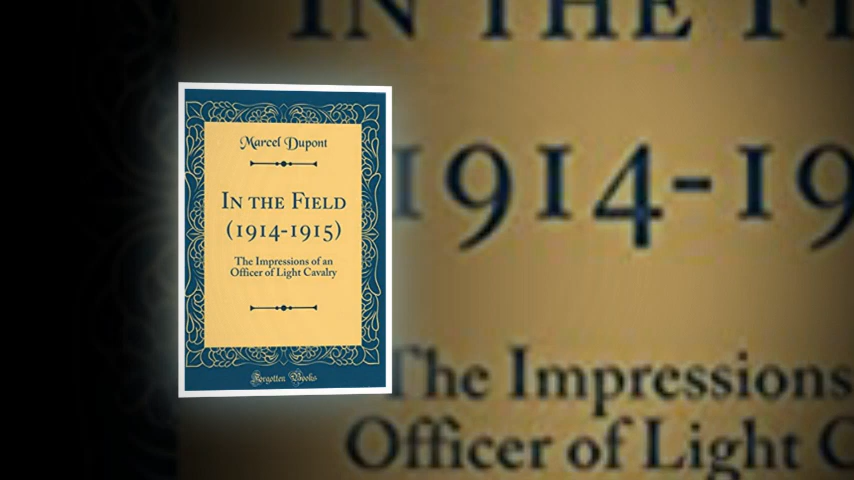 Marcel Dupont
IN THE FIELD
(1914-1915)
The Impressions of an
Officer of Light Cavalry
Forgotten Books
IN THE FI
1914-19
The Impressions
Officer of Light C